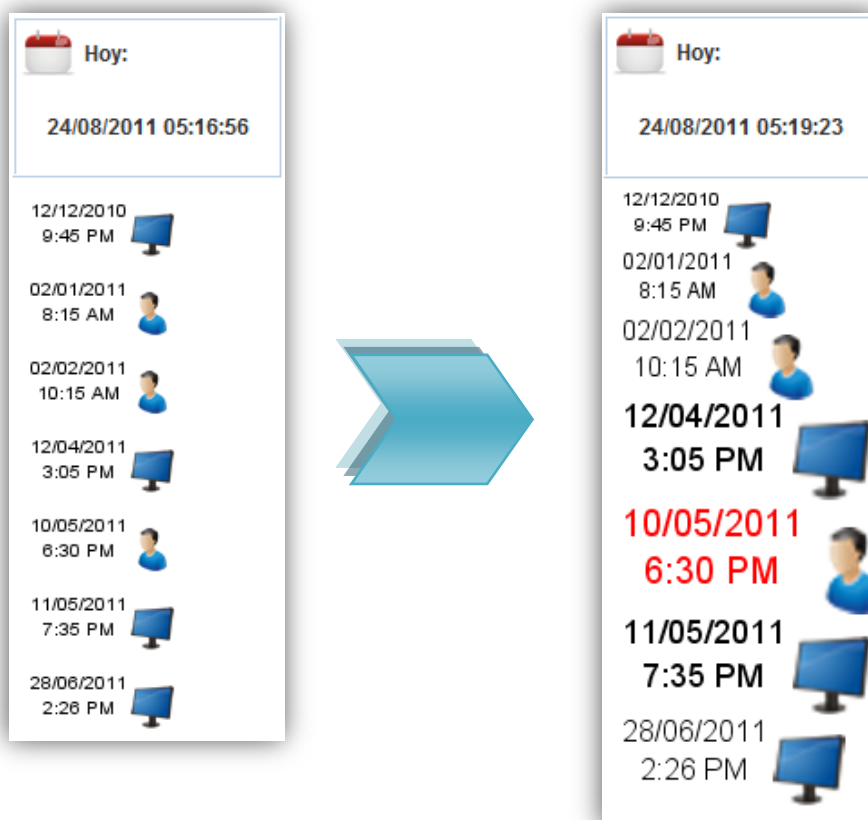 Hoy:
24/08/2011 05:16:56
12/12/2010
9:45 PM
02/01/2011
8:15 AM
02/02/2011
10:15 AM
12/04/2011
3:05 PM
10/05/2011
6:30 PM
11/05/2011
7:35 PM
28/06/2011
2:26 PM
Hoy:
24/08/2011 05:19:23
12/12/2010
9:45 PM
02/01/2011
8:15 AM
02/02/2011
10:15 AM
12/04/2011
3:05 PM
10/05/2011
6:30 PM
11/05/2011
7:35 PM
28/06/2011
2:26 PM